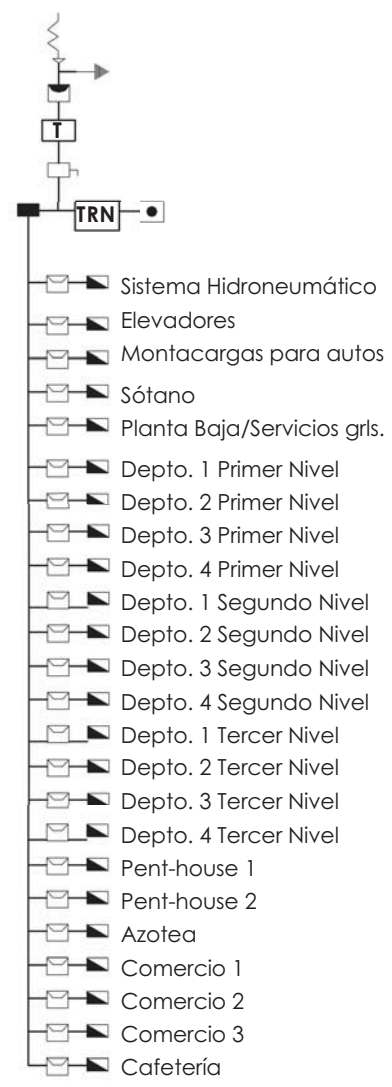 T
TRN
Sistema Hidroneumático
Elevadores
Montacargas para autos
Sótano
Planta Baja/Servicios grls.
Depto. 1 Primer Nivel
Depto. 2 Primer Nivel
Depto. 3 Primer Nivel
Depto. 4 Primer Nivel
Depto. 1 Segundo Nivel
Depto. 2 Segundo Nivel
Depto. 3 Segundo Nivel
Depto. 4 Segundo Nivel
Depto. 1 Tercer Nivel
Depto. 2 Tercer Nivel
Depto. 3 Tercer Nivel
Depto. 4 Tercer Nivel
Pent-house 1
Pent-house 2
Azotea
Comercio 1
Comercio 2
Comercio 3
Cafetería